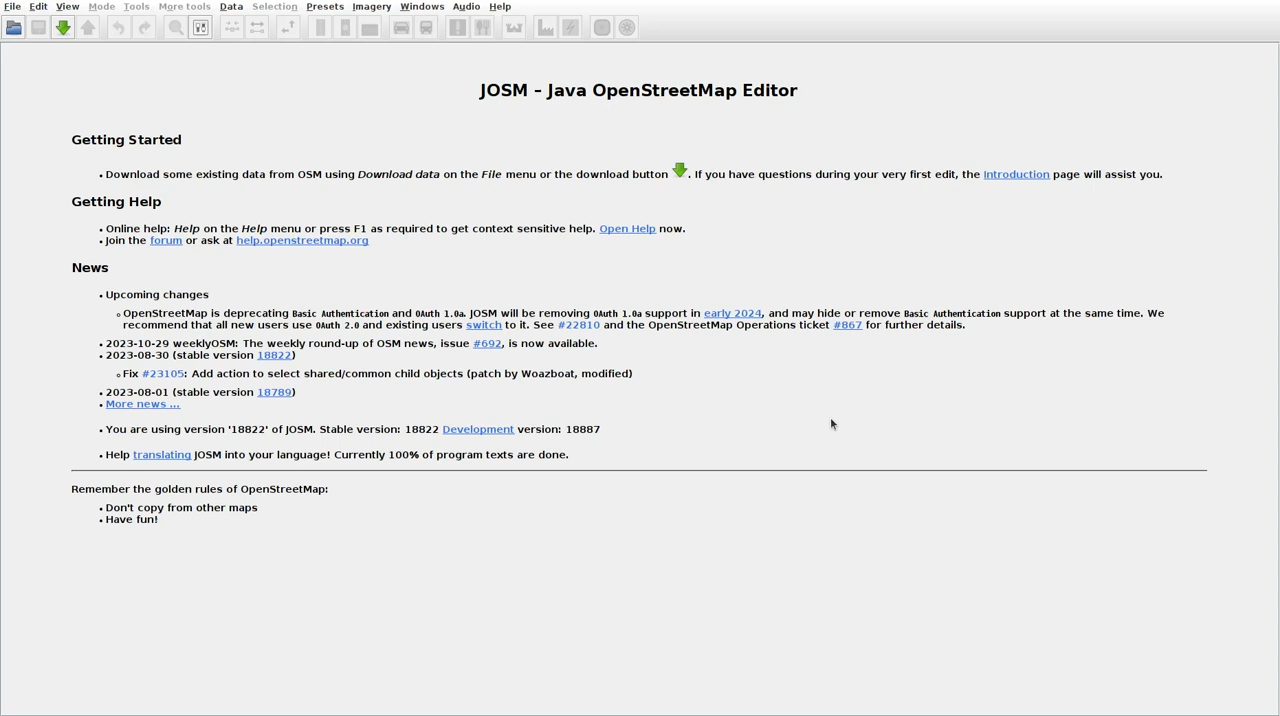 File Edit View Mode Tools More tools Data Selection Presets Imagery Windows Audio Help
JOSM – Java OpenStreetMap Editor
Getting Started
• Download some existing data from OSM using Download data on the File menu or the download button . If you have questions during your very first edit, the Introduction page will assist you.
Getting Help
• Online help: Help on the Help menu or press F1 as required to get context sensitive help. Open Help now.
• Join the forum or ask at help.openstreetmap.org
News
• Upcoming changes
◦ OpenStreetMap is deprecating Basic Authentication and OAuth 1.0a. JOSM will be removing OAuth 1.0a support in early 2024, and may hide or remove Basic Authentication support at the same time. We
recommend that all new users use OAuth 2.0 and existing users switch to it. See #22810 and the OpenStreetMap Operations ticket #867 for further details.
• 2023-10-29 weeklyOSM: The weekly round-up of OSM news, issue #692, is now available.
• 2023-08-30 (stable version 18822)
◦ Fix #23105: Add action to select shared/common child objects (patch by Woazboat, modified)
• 2023-08-01 (stable version 18789)
• More news ...
• You are using version '18822' of JOSM. Stable version: 18822 Development version: 18887
• Help translating JOSM into your language! Currently 100% of program texts are done.
Remember the golden rules of OpenStreetMap:
• Don't copy from other maps
• Have fun!